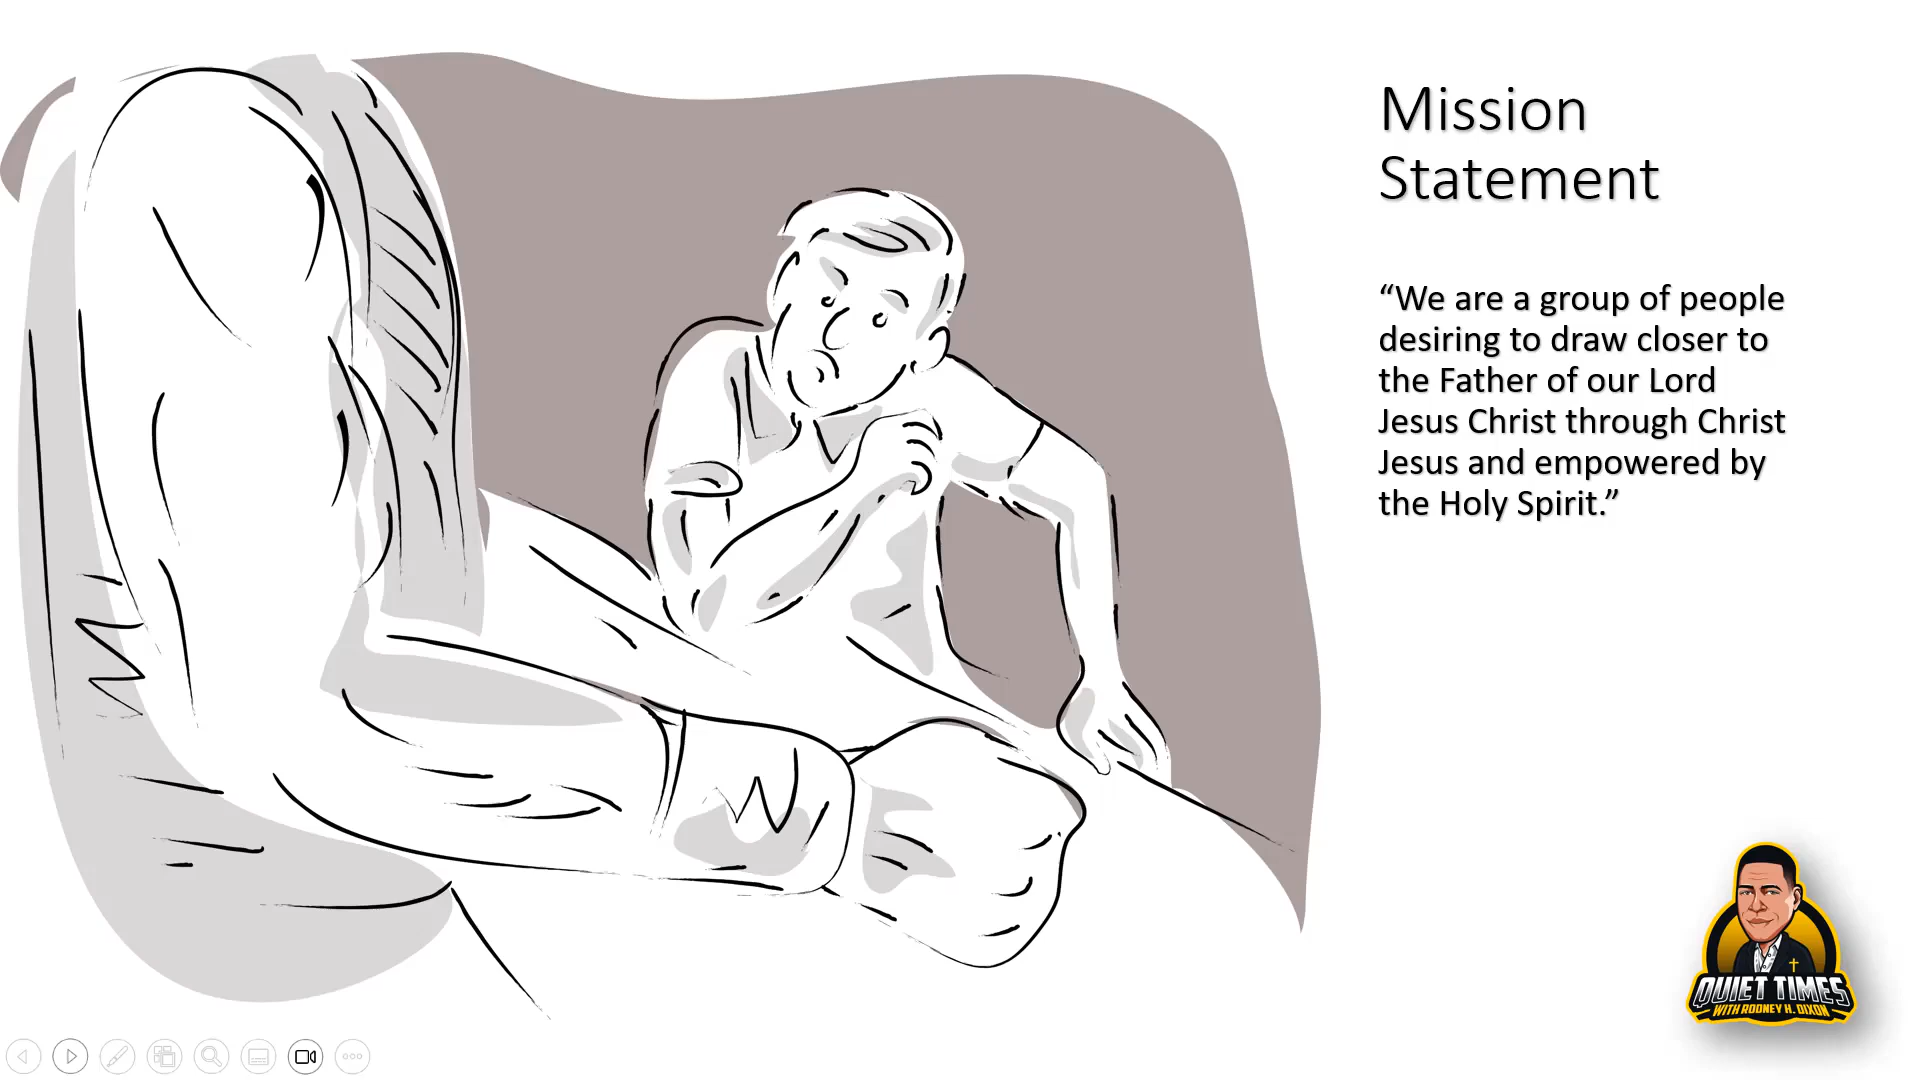 Mission
Statement
“We are a group of people
desiring to draw closer to
the Father of our Lord
Jesus Christ through Christ
Jesus and empowered by
the Holy Spirit.”
QUIET TIMES
WITH RODNEY H. DIXON